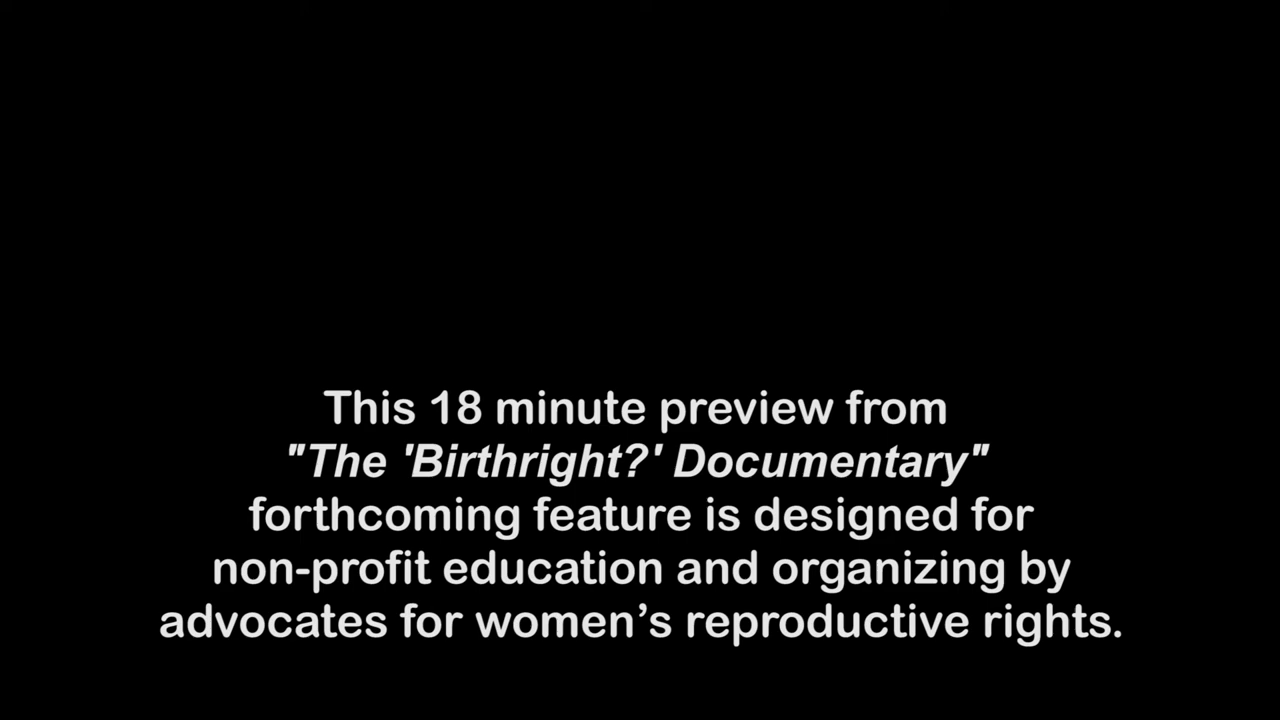 This 18 minute preview from
"The 'Birthright?' Documentary"
forthcoming feature is designed for
non-profit education and organizing by
advocates for women’s reproductive rights.